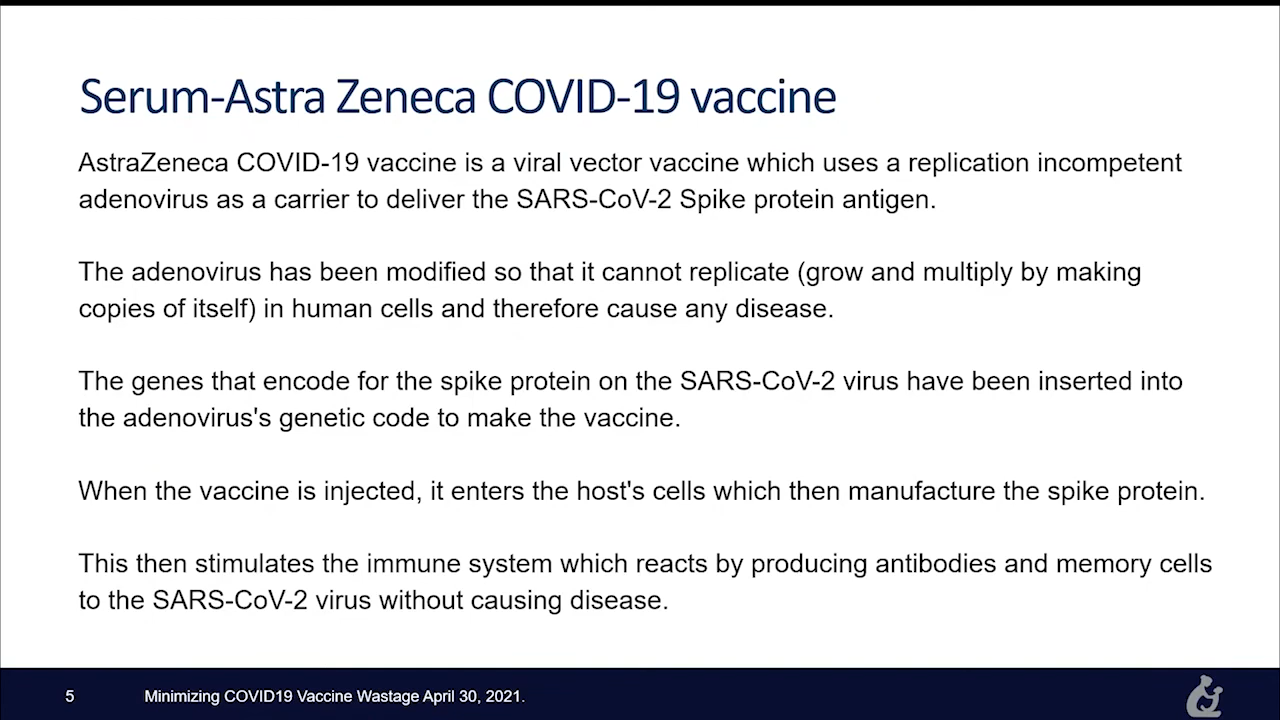 Serum-Astra Zeneca COVID-19 vaccine
AstraZeneca COVID-19 vaccine is a viral vector vaccine which uses a replication incompetent
adenovirus as a carrier to deliver the SARS-CoV-2 Spike protein antigen.
The adenovirus has been modified so that it cannot replicate (grow and multiply by making
copies of itself) in human cells and therefore cause any disease.
The genes that encode for the spike protein on the SARS-CoV-2 virus have been inserted into
the adenovirus's genetic code to make the vaccine.
When the vaccine is injected, it enters the host's cells which then manufacture the spike protein.
This then stimulates the immune system which reacts by producing antibodies and memory cells
to the SARS-CoV-2 virus without causing disease.
5 Minimizing COVID19 Vaccine Wastage April 30, 2021.